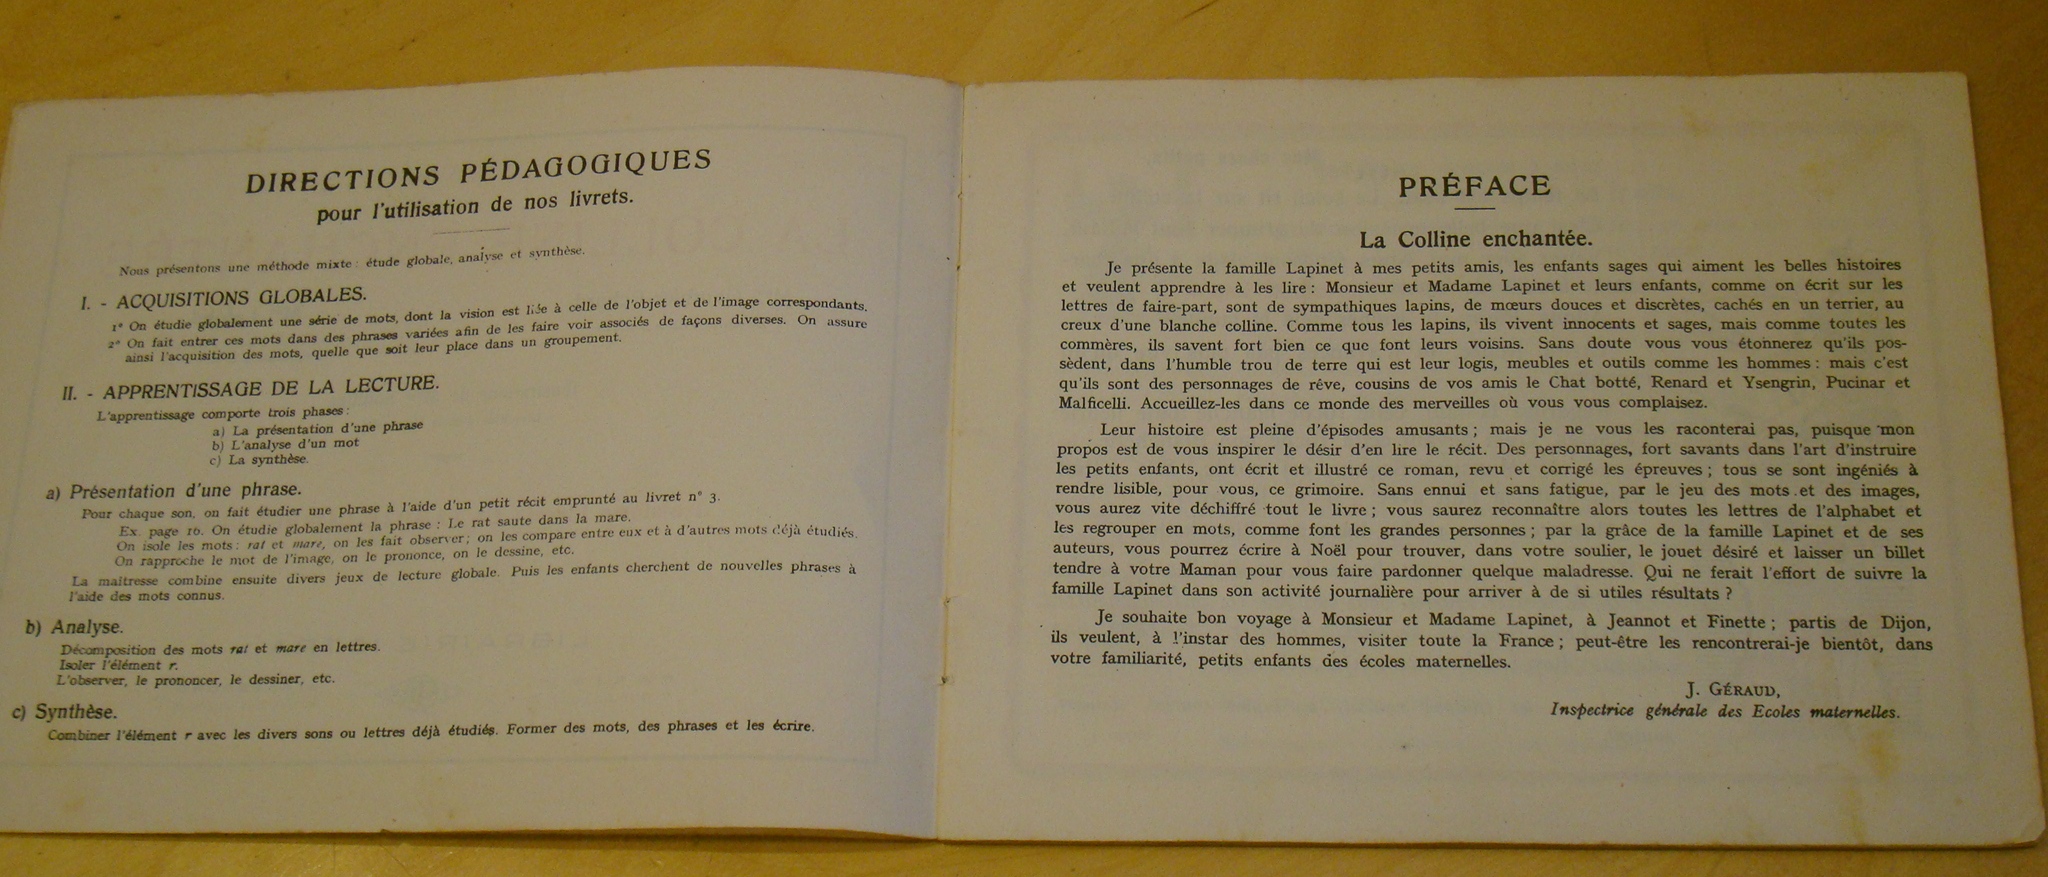 DIRECTIONS PÉDAGOGIQUES
pour l'utilisation de nos livrets.
Nous présentons une méthode mixte : étude globale, analyse et synthèse.
I. - ACQUISITIONS GLOBALES.
1° On étudie globalement une série de mots, dont la vision est liée à celle de l'objet et de l'image correspondants.
2° On fait entrer ces mots dans des phrases variées afin de les faire voir associés de façons diverses. On assure
ainsi l'acquisition des mots, quelle que soit leur place dans un groupement.
II. - APPRENTISSAGE DE LA LECTURE.
L'apprentissage comporte trois phases :
a) La présentation d'une phrase
b) L'analyse d'un mot
c) La synthèse.
a) Présentation d'une phrase.
Pour chaque son, on fait étudier une phrase à l'aide d'un petit récit emprunté au livret n° 3.
Ex. page 10. On étudie globalement la phrase : Le rat saute dans la mare.
On isole les mots : rat et mare, on les fait observer ; on les compare entre eux et à d'autres mots déjà étudiés.
On rapproche le mot de l'image, on le prononce, on le dessine, etc.
La maîtresse combine ensuite divers jeux de lecture globale. Puis les enfants cherchent de nouvelles phrases à
l'aide des mots connus.
b) Analyse.
Décomposition des mots rat et mare en lettres.
Isoler l'élément r.
L'observer, le prononcer, le dessiner, etc.
c) Synthèse.
Combiner l'élément r avec les divers sons ou lettres déjà étudiés. Former des mots, des phrases et les écrire.
PRÉFACE
La Colline enchantée.
Je présente la famille Lapinet à mes petits amis, les enfants sages qui aiment les belles histoires
et veulent apprendre à les lire : Monsieur et Madame Lapinet et leurs enfants, comme on écrit sur les
lettres de faire-part, sont de sympathiques lapins, de mœurs douces et discrètes, cachés en un terrier, au
creux d'une blanche colline. Comme tous les lapins, ils vivent innocents et sages, mais comme toutes les
commères, ils savent fort bien ce que font leurs voisins. Sans doute vous vous étonnerez qu'ils pos-
sèdent, dans l'humble trou de terre qui est leur logis, meubles et outils comme les hommes : mais c'est
qu'ils sont des personnages de rêve, cousins de vos amis le Chat botté, Renard et Ysengrin, Pucinar et
Malficelli. Accueillez-les dans ce monde des merveilles où vous vous complaisez.
Leur histoire est pleine d'épisodes amusants ; mais je ne vous les raconterai pas, puisque mon
propos est de vous inspirer le désir d'en lire le récit. Des personnages, fort savants dans l'art d'instruire
les petits enfants, ont écrit et illustré ce roman, revu et corrigé les épreuves ; tous se sont ingéniés à
rendre lisible, pour vous, ce grimoire. Sans ennui et sans fatigue, par le jeu des mots et des images,
vous aurez vite déchiffré tout le livre ; vous saurez reconnaître alors toutes les lettres de l'alphabet et
les regrouper en mots, comme font les grandes personnes ; par la grâce de la famille Lapinet et de ses
auteurs, vous pourrez écrire à Noël pour trouver, dans votre soulier, le jouet désiré et laisser un billet
tendre à votre Maman pour vous faire pardonner quelque maladresse. Qui ne ferait l'effort de suivre la
famille Lapinet dans son activité journalière pour arriver à de si utiles résultats ?
Je souhaite bon voyage à Monsieur et Madame Lapinet, à Jeannot et Finette ; partis de Dijon,
ils veulent, à l'instar des hommes, visiter toute la France ; peut-être les rencontrerai-je bientôt, dans
votre familiarité, petits enfants des écoles maternelles.
J. GÉRAUD,
Inspectrice générale des Ecoles maternelles.